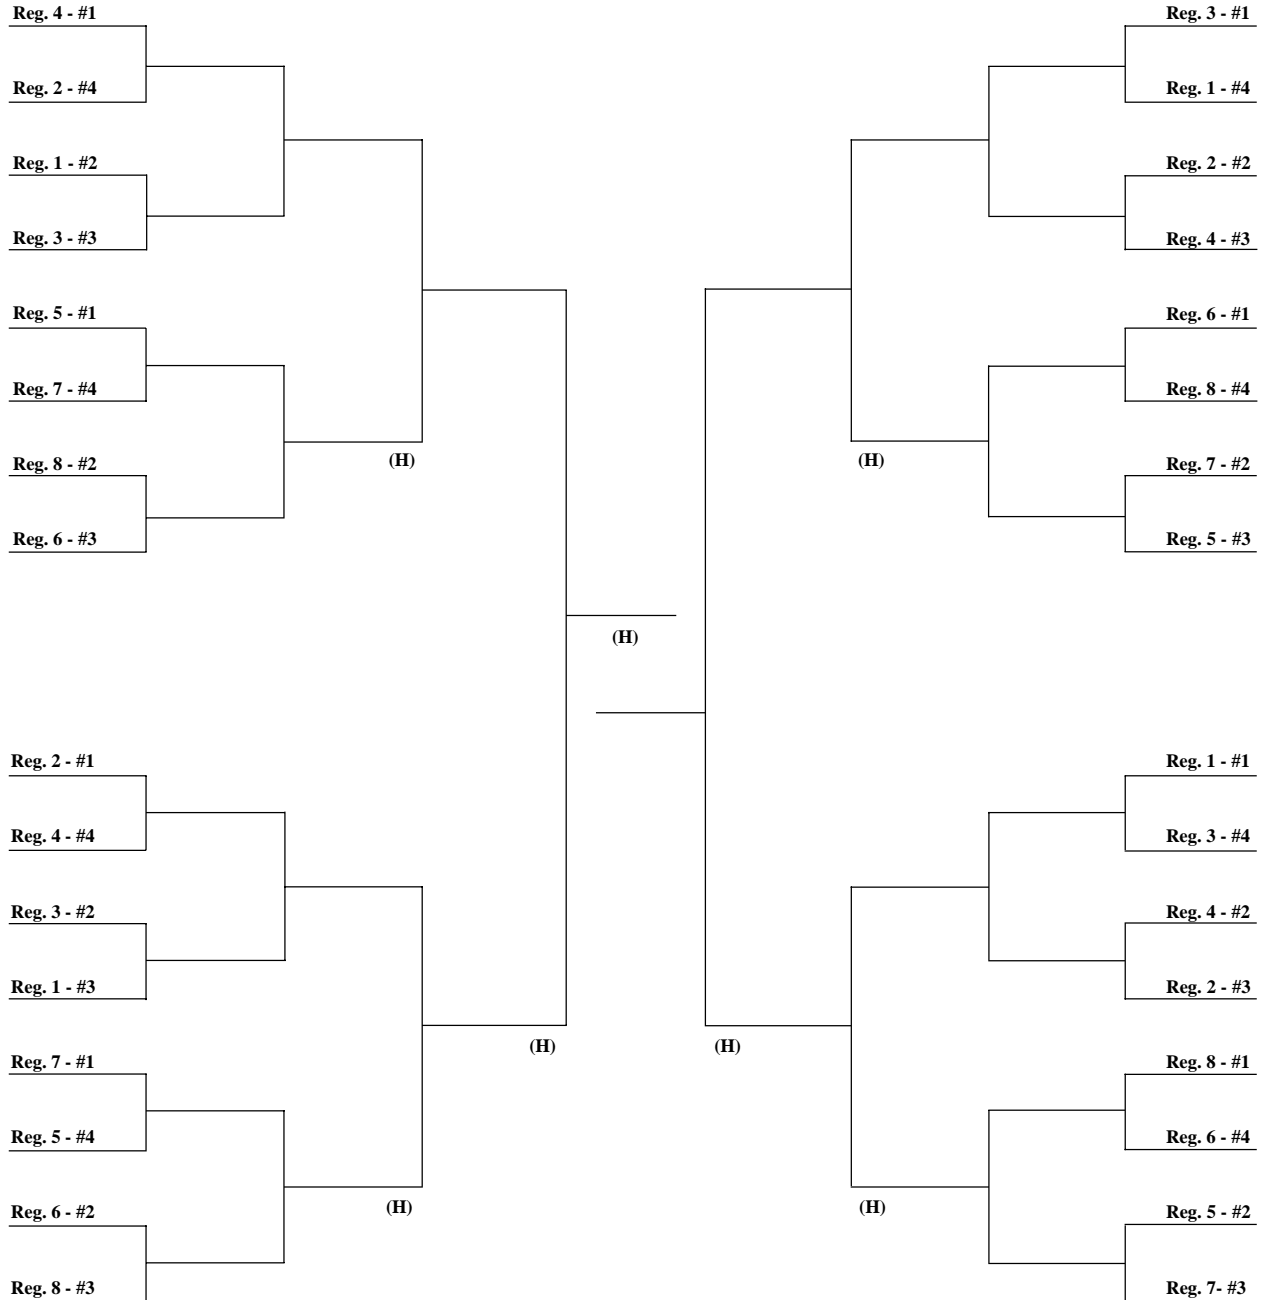 Reg. 4 - #1
Reg. 2 - #4
Reg. 1 - #2
Reg. 3 - #3
Reg. 5 - #1
Reg. 7 - #4
Reg. 8 - #2
(H)
Reg. 6 - #3
(H)
Reg. 2 - #1
Reg. 4 - #4
Reg. 3 - #2
Reg. 1 - #3
(H)
Reg. 7 - #1
Reg. 5 - #4
Reg. 6 - #2
(H)
Reg. 8 - #3
Reg. 3 - #1
Reg. 1 - #4
Reg. 2 - #2
Reg. 4 - #3
Reg. 6 - #1
Reg. 8 - #4
(H)
Reg. 7 - #2
Reg. 5 - #3
Reg. 1 - #1
Reg. 3 - #4
Reg. 4 - #2
Reg. 2 - #3
(H)
Reg. 8 - #1
Reg. 6 - #4
(H)
Reg. 5 - #2
Reg. 7- #3